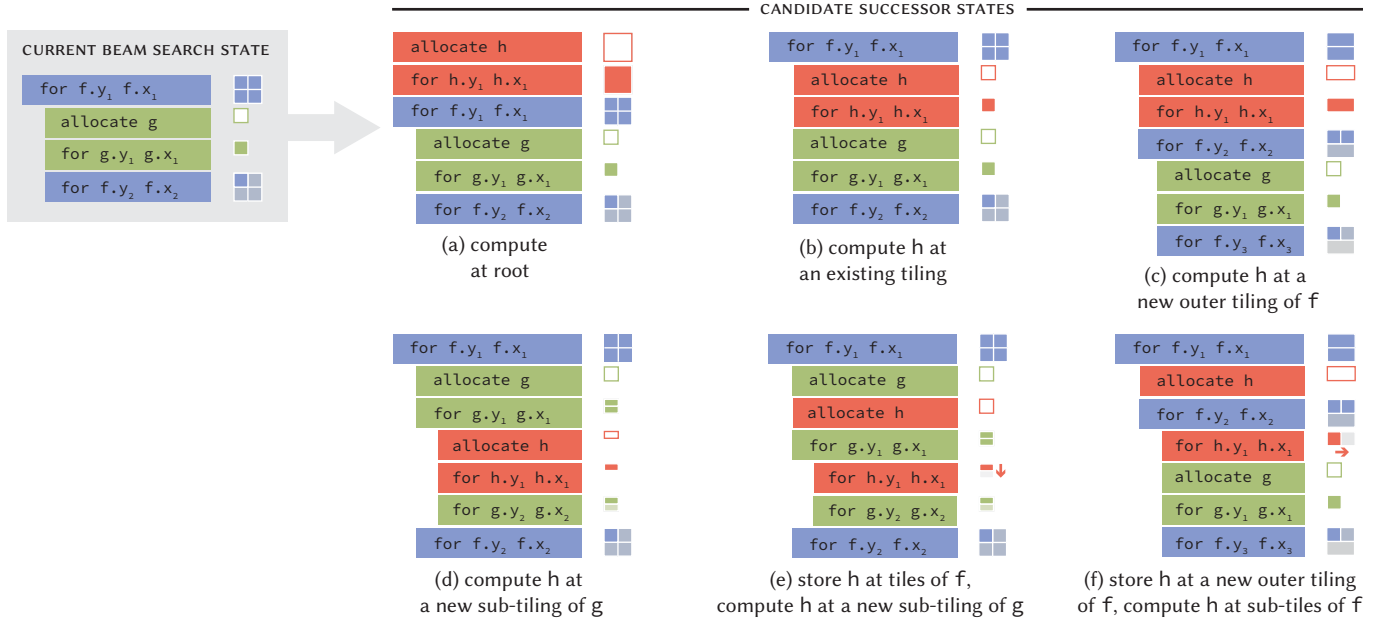 CANDIDATE SUCCESSOR STATES
CURRENT BEAM SEARCH STATE
for f.y₁ f.x₁
allocate g
for g.y₁ g.x₁
for f.y₂ f.x₂
allocate h
for h.y₁ h.x₁
for f.y₁ f.x₁
allocate g
for g.y₁ g.x₁
for f.y₂ f.x₂
(a) compute
at root
for f.y₁ f.x₁
allocate h
for h.y₁ h.x₁
allocate g
for g.y₁ g.x₁
for f.y₂ f.x₂
(b) compute h at
an existing tiling
for f.y₁ f.x₁
allocate h
for h.y₁ h.x₁
for f.y₂ f.x₂
allocate g
for g.y₁ g.x₁
for f.y₃ f.x₃
(c) compute h at a
new outer tiling of f
for f.y₁ f.x₁
allocate g
for g.y₁ g.x₁
allocate h
for h.y₁ h.x₁
for g.y₂ g.x₂
for f.y₂ f.x₂
(d) compute h at
a new sub-tiling of g
for f.y₁ f.x₁
allocate g
allocate h
for g.y₁ g.x₁
for h.y₁ h.x₁
for g.y₂ g.x₂
for f.y₂ f.x₂
(e) store h at tiles of f,
compute h at a new sub-tiling of g
for f.y₁ f.x₁
allocate h
for f.y₂ f.x₂
for h.y₁ h.x₁
allocate g
for g.y₁ g.x₁
for f.y₃ f.x₃
(f) store h at a new outer tiling
of f, compute h at sub-tiles of f